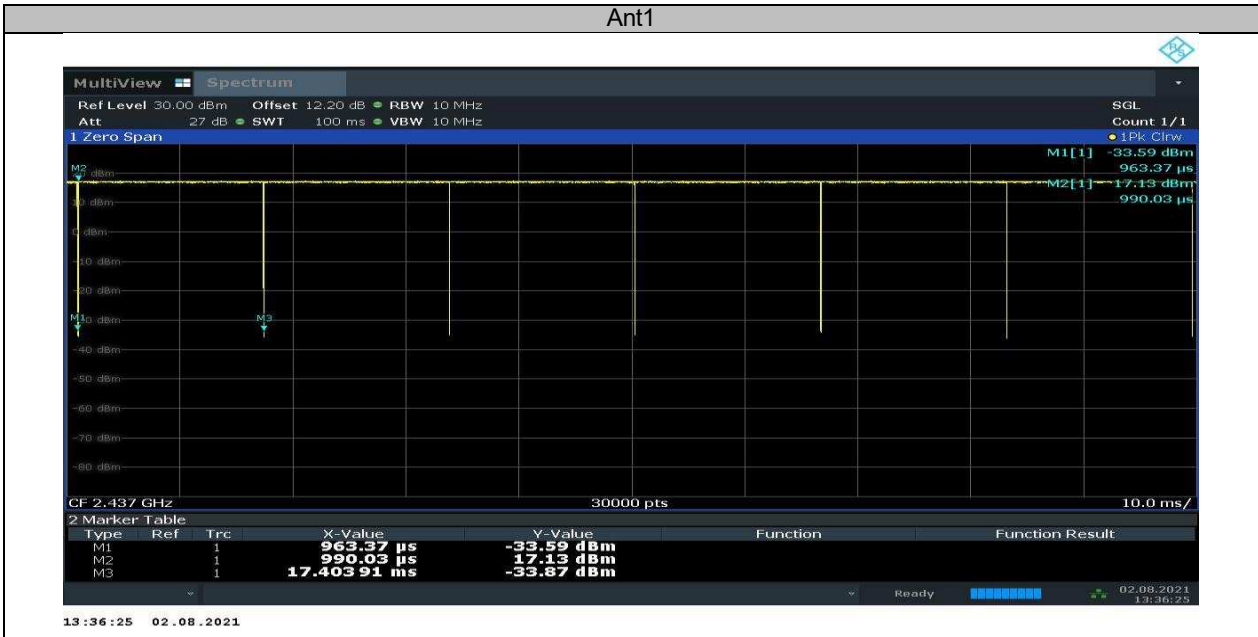 Ant1
R&S
MultiView Spectrum
Ref Level 30.00 dBm Offset 12.20 dB RBW 10 MHz SGL
Att 27 dB SWT 100 ms VBW 10 MHz Count 1/1
1 Zero Span 1Pk Clrw
M1[1] -33.59 dBm
963.37 µs
M2 dBm
M2[1] 17.13 dBm
990.03 µs
10 dBm
0 dBm
-10 dBm
-20 dBm
M1 dBm M3
-40 dBm
-50 dBm
-60 dBm
-70 dBm
-80 dBm
CF 2.437 GHz 30000 pts 10.0 ms/
2 Marker Table
Type Ref Trc X-Value Y-Value Function Function Result
M1 1 963.37 µs -33.59 dBm
M2 1 990.03 µs 17.13 dBm
M3 1 17.403 91 ms -33.87 dBm
Ready 02.08.2021
13:36:25
13:36:25 02.08.2021